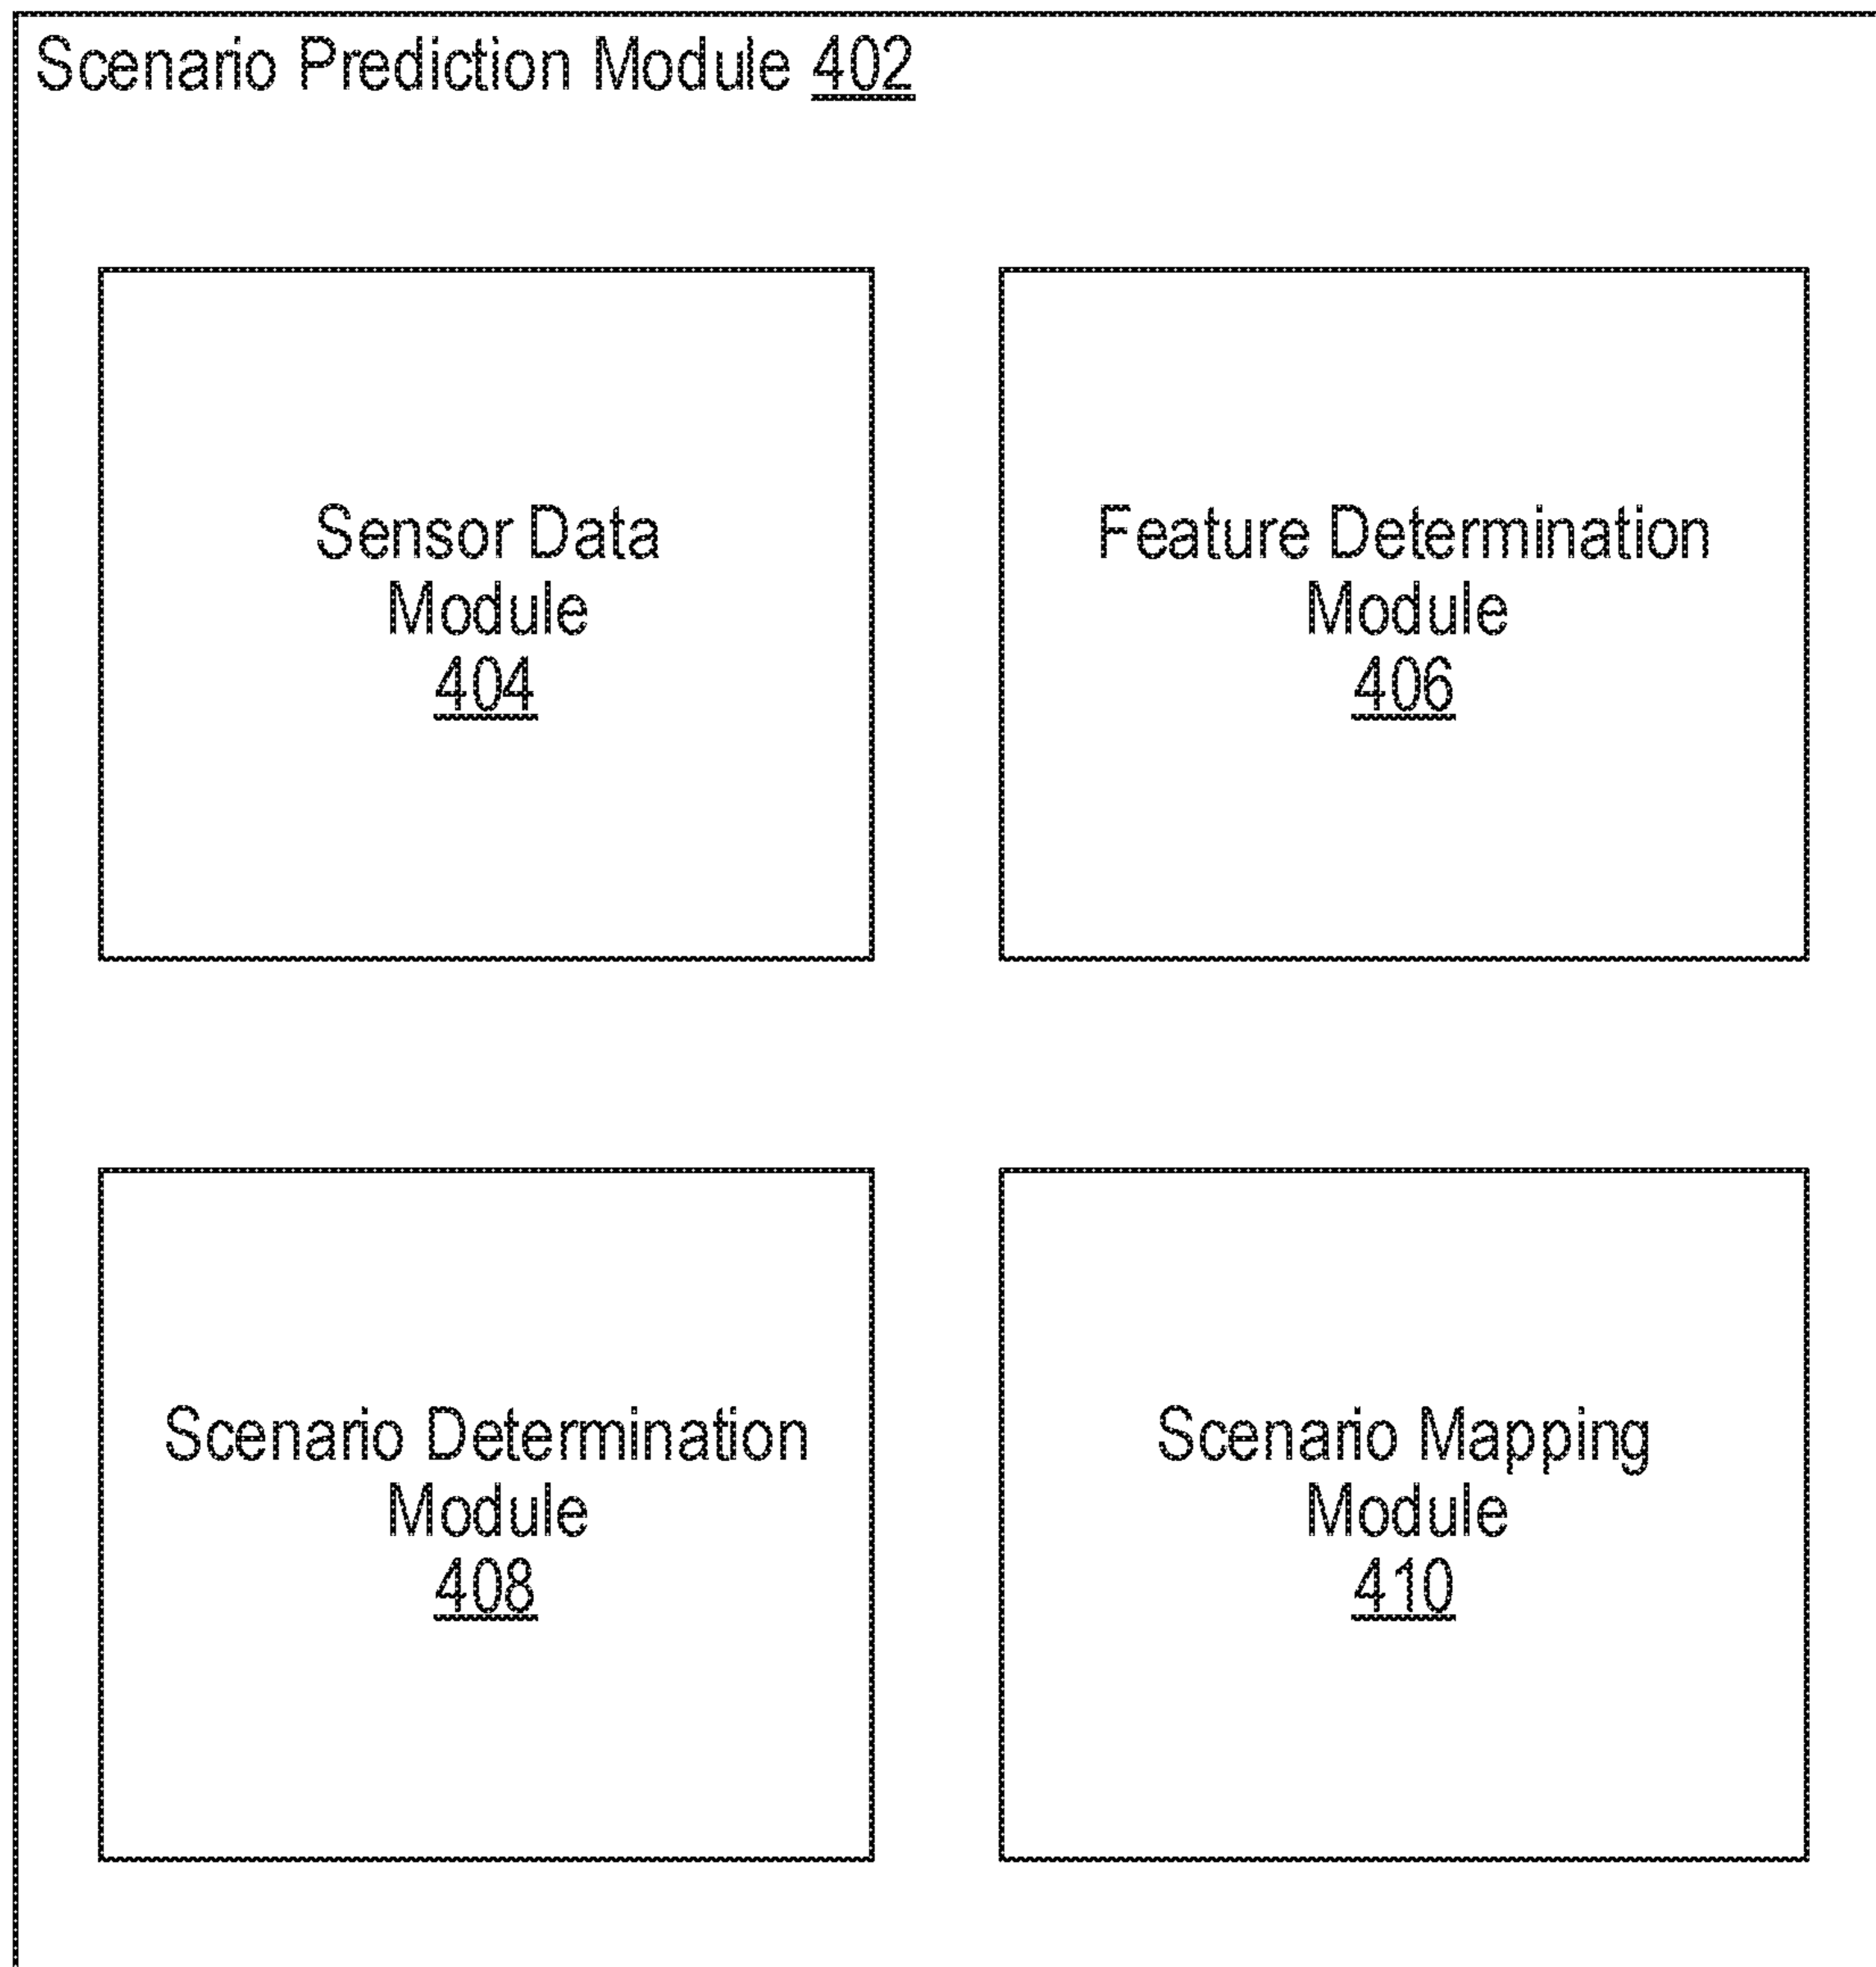 Scenario Prediction Module 402
Sensor Data
Module
404
Feature Determination
Module
406
Scenario Determination
Module
408
Scenario Mapping
Module
410